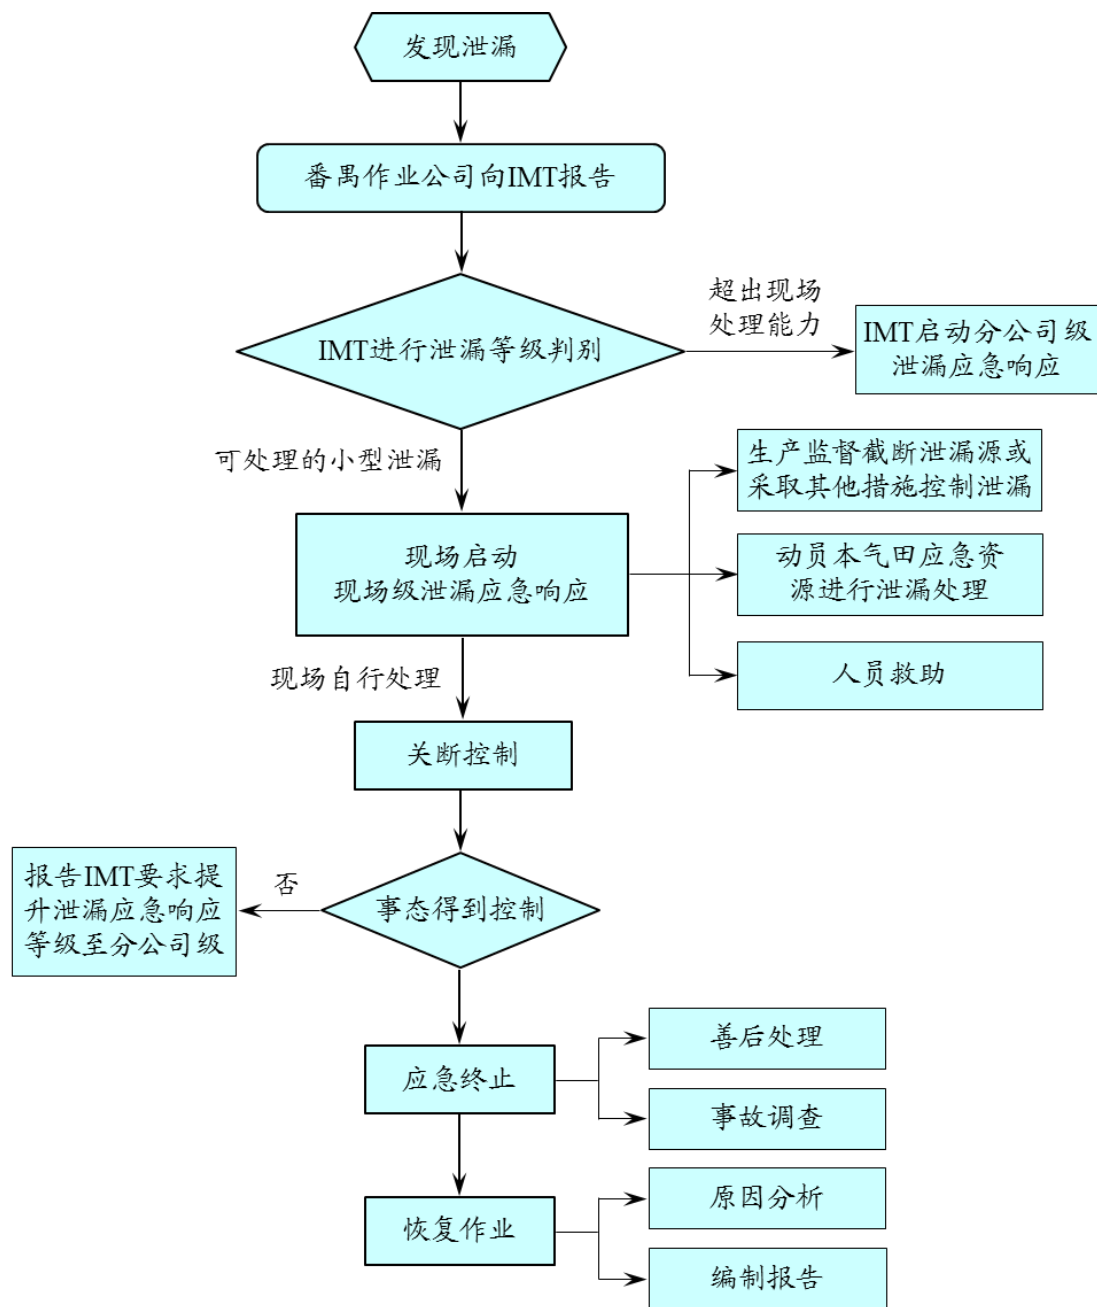 发现泄漏
番禺作业公司向IMT报告
超出现场
处理能力
IMT进行泄漏等级判别
IMT启动分公司级
泄漏应急响应
可处理的小型泄漏
生产监督截断泄漏源或
采取其他措施控制泄漏
现场启动
现场级泄漏应急响应
动员本气田应急资
源进行泄漏处理
人员救助
现场自行处理
关断控制
报告IMT要求提
升泄漏应急响应
等级至分公司级
否
事态得到控制
善后处理
应急终止
事故调查
原因分析
恢复作业
编制报告